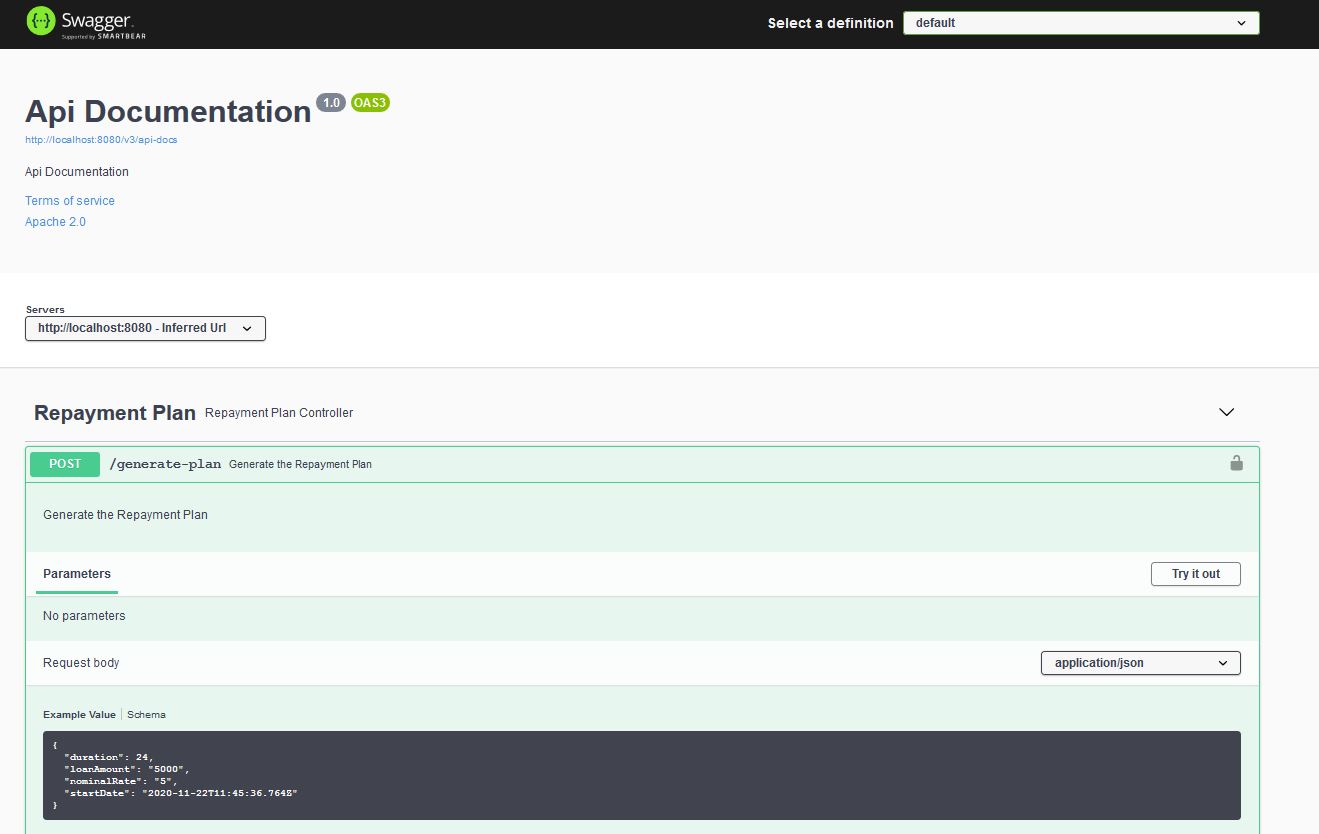 {···} Swagger.
Supported by SMARTBEAR
Select a definition
default
Api Documentation 1.0 OAS3
http://localhost:8080/v3/api-docs
Api Documentation
Terms of service
Apache 2.0
Servers
http://localhost:8080 - Inferred Url
Repayment Plan Repayment Plan Controller
POST /generate-plan Generate the Repayment Plan
Generate the Repayment Plan
Parameters
Try it out
No parameters
Request body
application/json
Example Value | Schema
{
"duration": 24,
"loanAmount": "5000",
"nominalRate": "5",
"startDate": "2020-11-22T11:45:36.764Z"
}